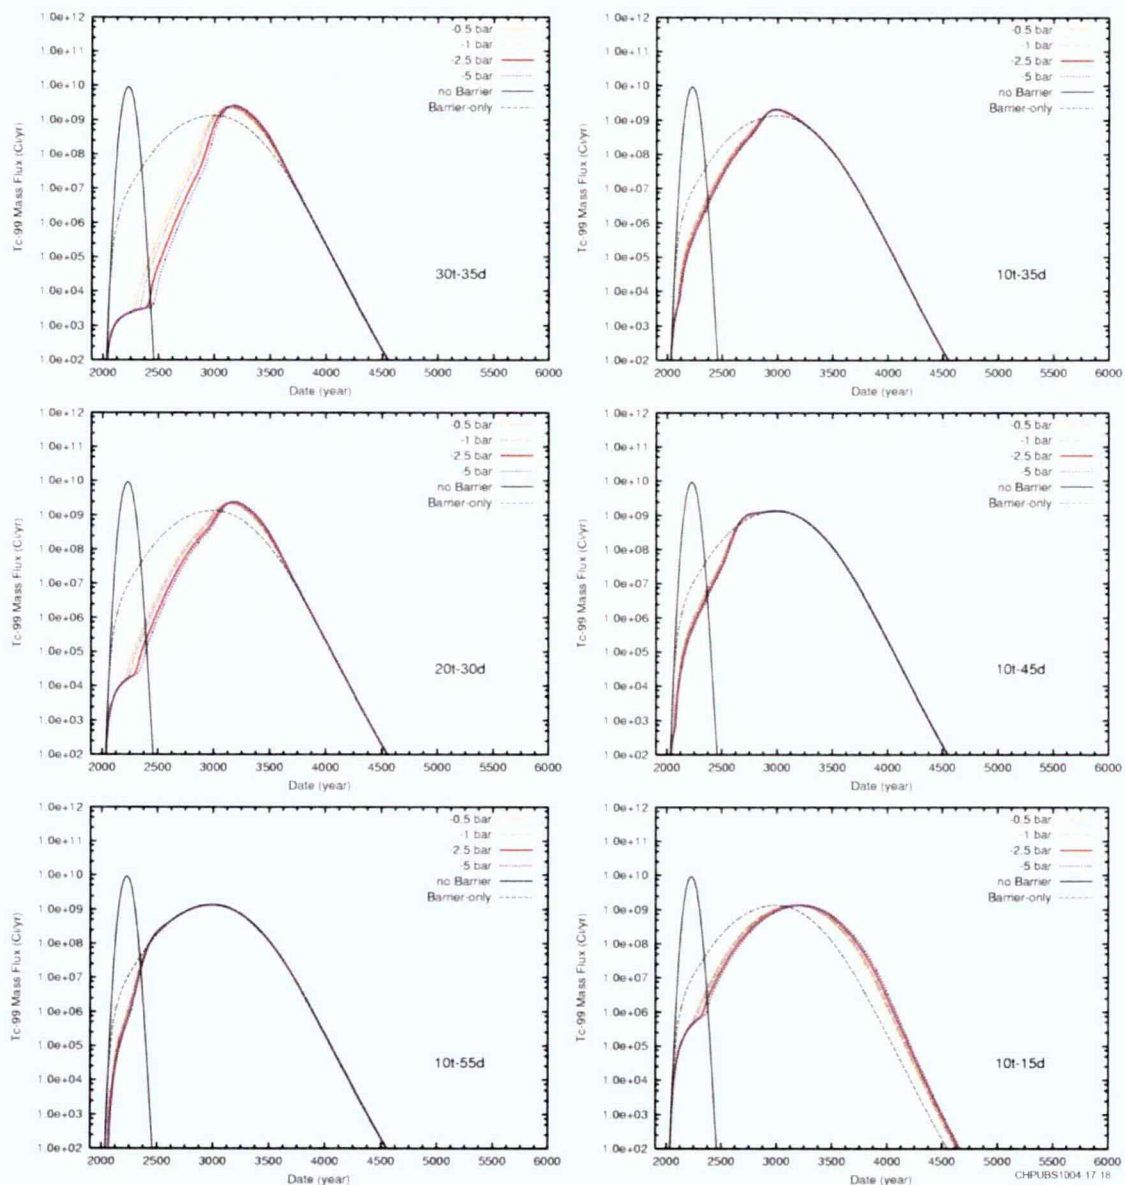 1.0e+12
1.0e+11
1.0e+10
1.0e+09
1.0e+08
1.0e+07
1.0e+06
1.0e+05
1.0e+04
1.0e+03
1.0e+02
Tc-99 Mass Flux (Ci/yr)
-0.5 bar
-1 bar
-2.5 bar
-5 bar
no Barrier
Barrier-only
30t-35d
2000 2500 3000 3500 4000 4500 5000 5500 6000
Date (year)
1.0e+12
1.0e+11
1.0e+10
1.0e+09
1.0e+08
1.0e+07
1.0e+06
1.0e+05
1.0e+04
1.0e+03
1.0e+02
Tc-99 Mass Flux (Ci/yr)
-0.5 bar
-1 bar
-2.5 bar
-5 bar
no Barrier
Barrier-only
10t-35d
2000 2500 3000 3500 4000 4500 5000 5500 6000
Date (year)
1.0e+12
1.0e+11
1.0e+10
1.0e+09
1.0e+08
1.0e+07
1.0e+06
1.0e+05
1.0e+04
1.0e+03
1.0e+02
Tc-99 Mass Flux (Ci/yr)
-0.5 bar
-1 bar
-2.5 bar
-5 bar
no Barrier
Barrier-only
20t-30d
2000 2500 3000 3500 4000 4500 5000 5500 6000
Date (year)
1.0e+12
1.0e+11
1.0e+10
1.0e+09
1.0e+08
1.0e+07
1.0e+06
1.0e+05
1.0e+04
1.0e+03
1.0e+02
Tc-99 Mass Flux (Ci/yr)
-0.5 bar
-1 bar
-2.5 bar
-5 bar
no Barrier
Barrier-only
10t-45d
2000 2500 3000 3500 4000 4500 5000 5500 6000
Date (year)
1.0e+12
1.0e+11
1.0e+10
1.0e+09
1.0e+08
1.0e+07
1.0e+06
1.0e+05
1.0e+04
1.0e+03
1.0e+02
Tc-99 Mass Flux (Ci/yr)
-0.5 bar
-1 bar
-2.5 bar
-5 bar
no Barrier
Barrier-only
10t-55d
2000 2500 3000 3500 4000 4500 5000 5500 6000
Date (year)
1.0e+12
1.0e+11
1.0e+10
1.0e+09
1.0e+08
1.0e+07
1.0e+06
1.0e+05
1.0e+04
1.0e+03
1.0e+02
Tc-99 Mass Flux (Ci/yr)
-0.5 bar
-1 bar
-2.5 bar
-5 bar
no Barrier
Barrier-only
10t-15d
2000 2500 3000 3500 4000 4500 5000 5500 6000
Date (year)
CHPUBS1004-17.18